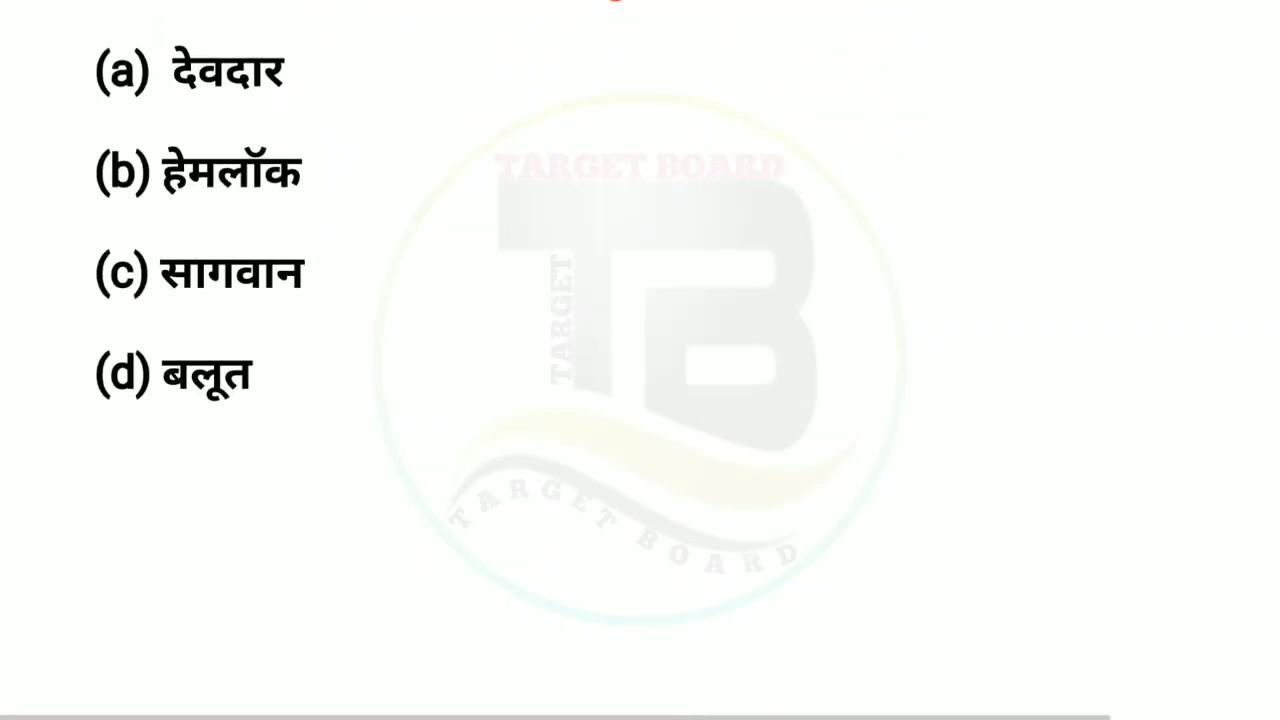 (a) देवदार
TARGET BOARD
(b) हेमलॉक
TB
TARGET
(c) सागवान
(d) बलूत
TARGET BOARD